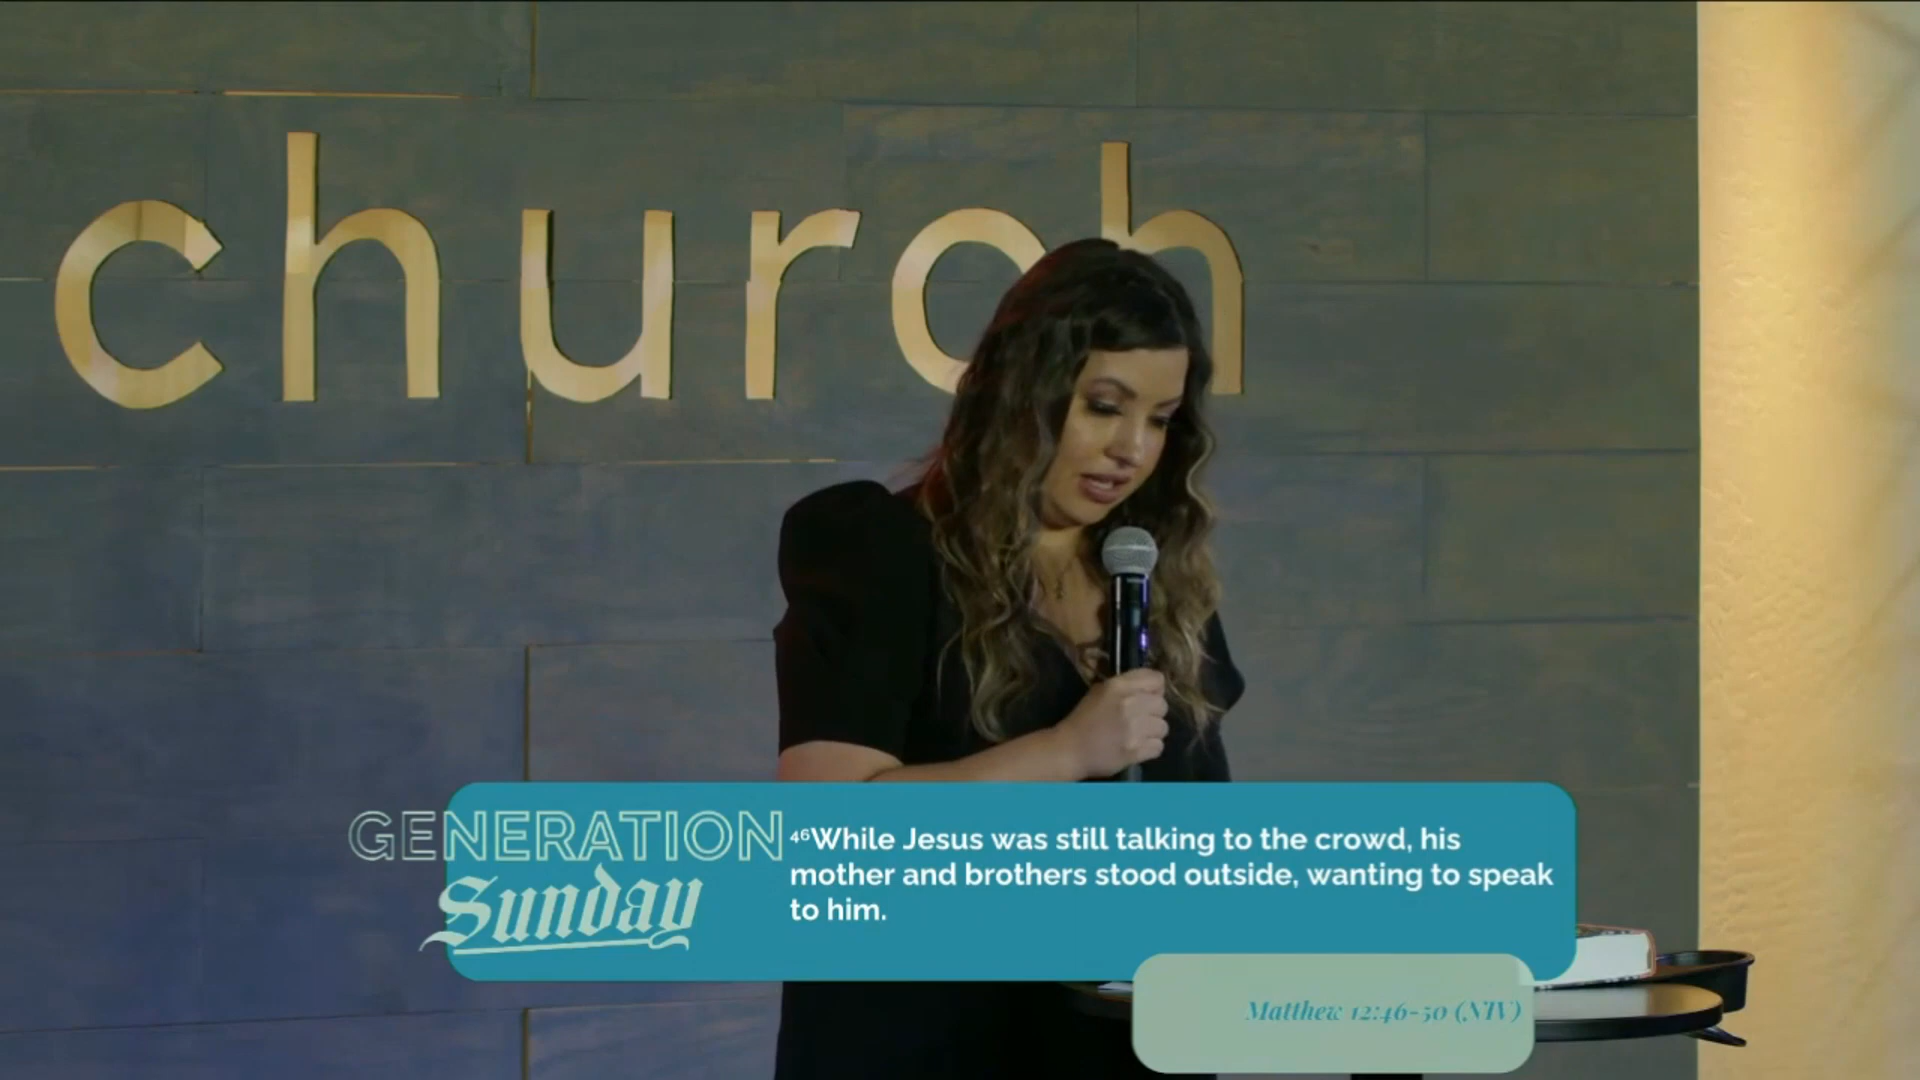 church
GENERATION
Sunday
⁴⁶While Jesus was still talking to the crowd, his
mother and brothers stood outside, wanting to speak
to him.
Matthew 12:46-50 (NIV)